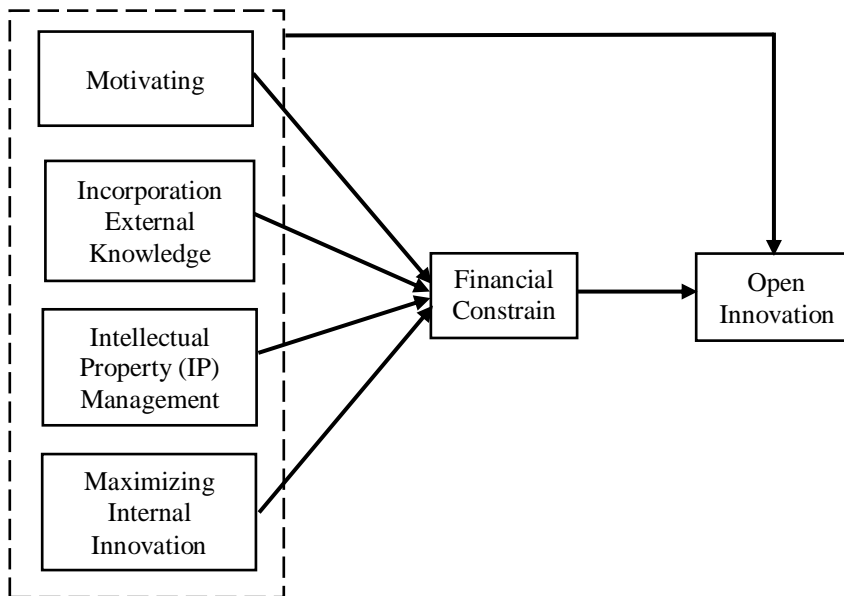 Motivating
Incorporation
External
Knowledge
Intellectual
Property (IP)
Management
Maximizing
Internal
Innovation
Financial
Constrain
Open
Innovation